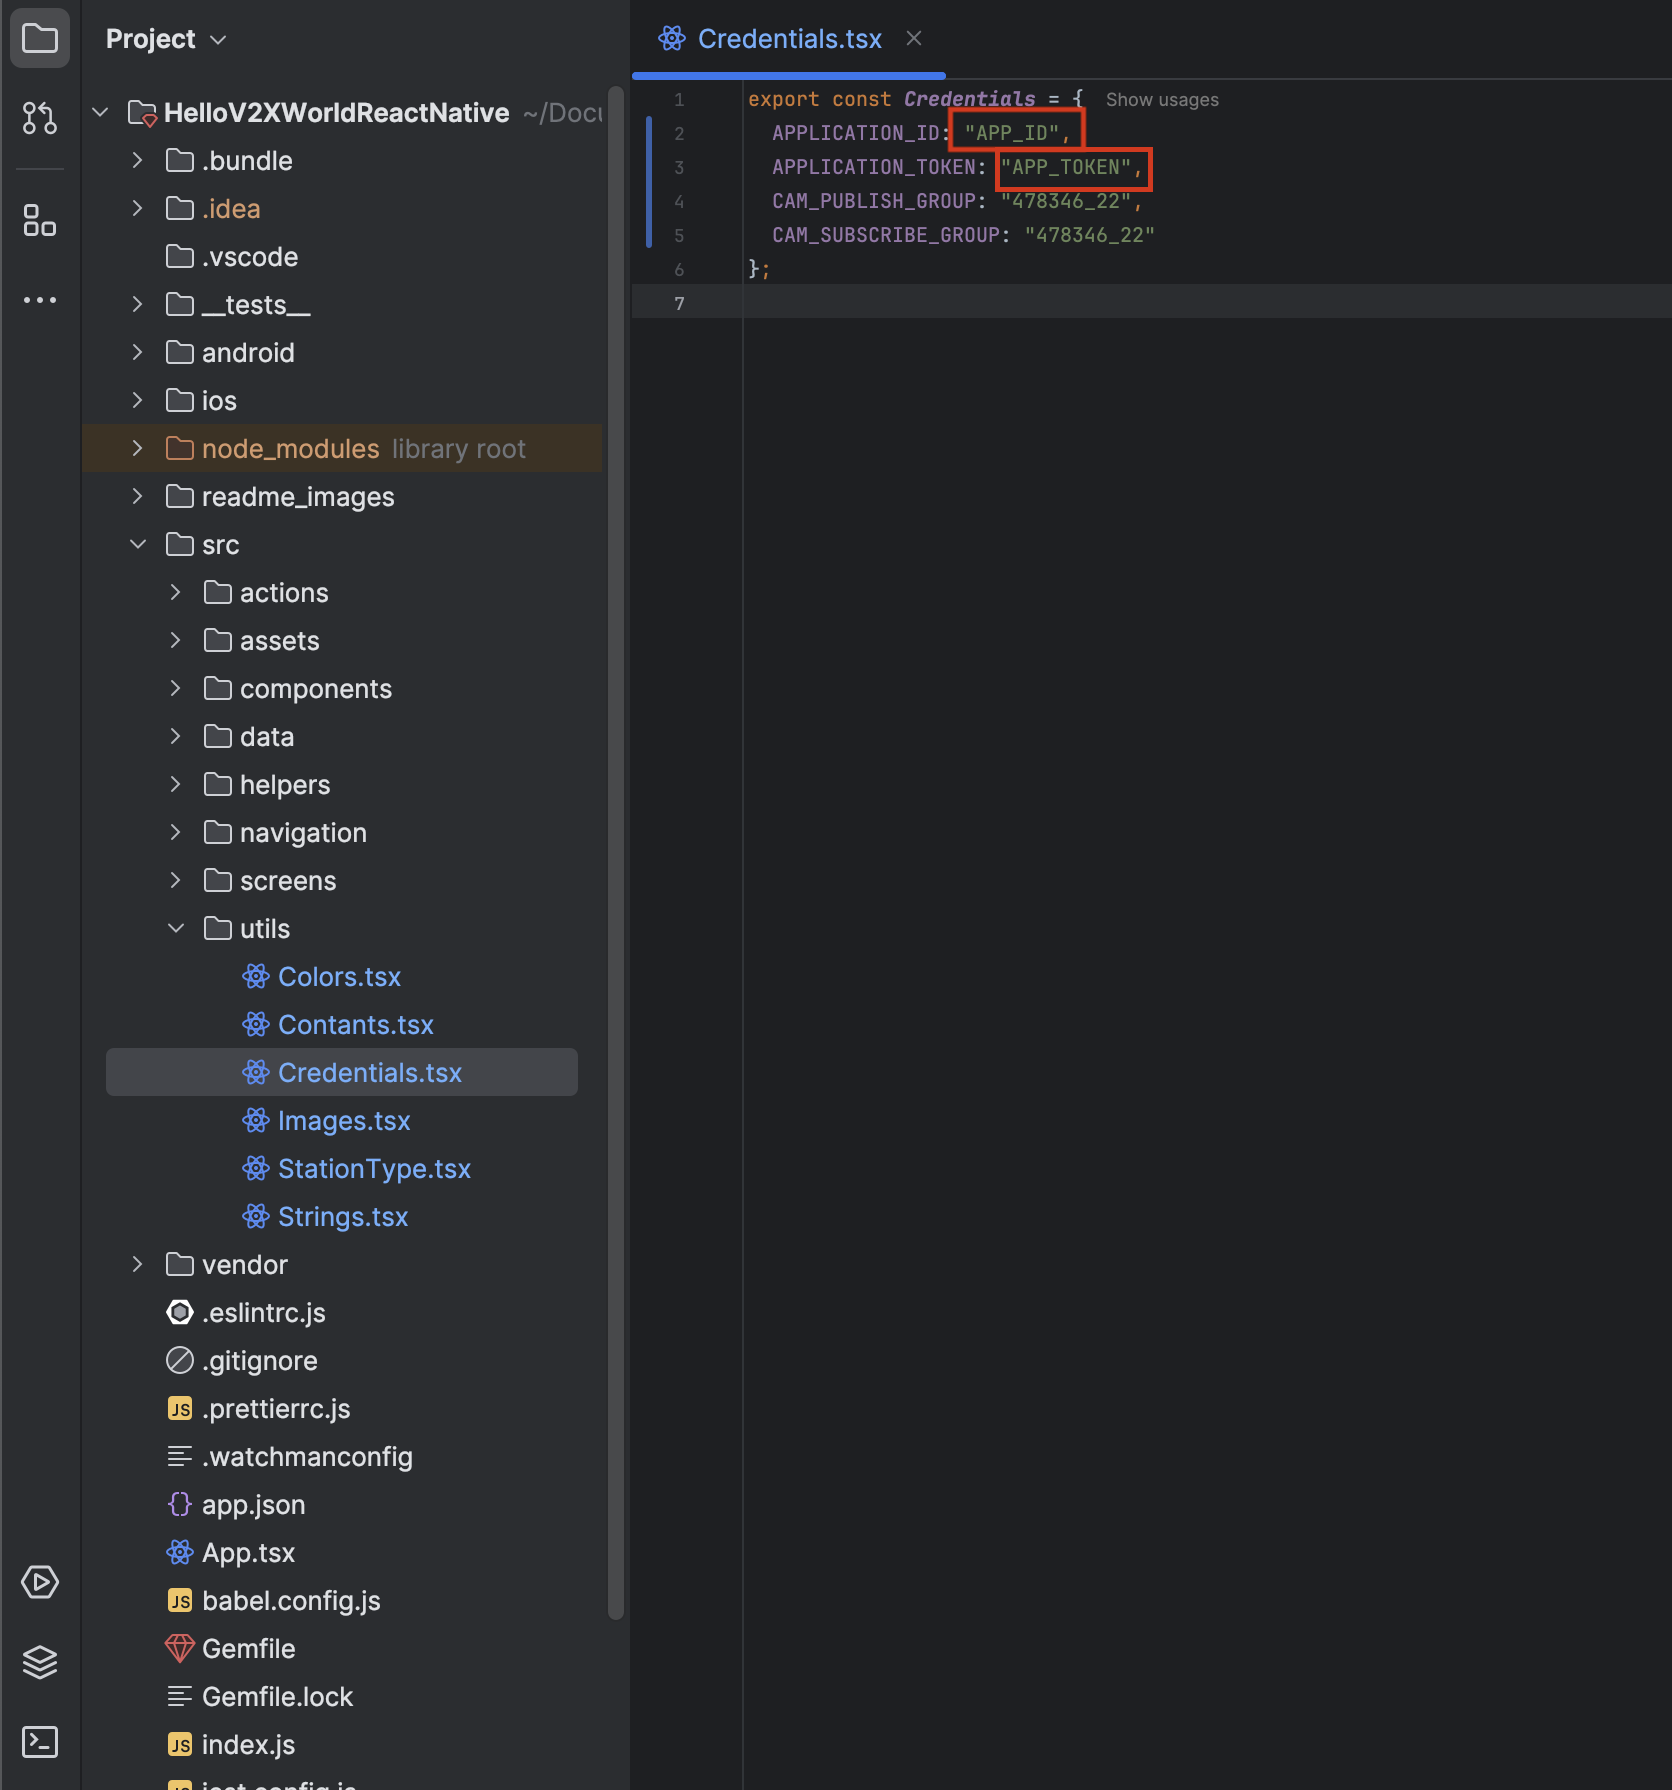 Project
HelloV2XWorldReactNative ~/Docu
.bundle
.idea
.vscode
__tests__
android
ios
node_modules library root
readme_images
src
actions
assets
components
data
helpers
navigation
screens
utils
Colors.tsx
Contants.tsx
Credentials.tsx
Images.tsx
StationType.tsx
Strings.tsx
vendor
.eslintrc.js
.gitignore
JS .prettierrc.js
.watchmanconfig
{} app.json
App.tsx
JS babel.config.js
Gemfile
Gemfile.lock
JS index.js
Credentials.tsx
1 export const Credentials = { Show usages
2 APPLICATION_ID: "APP_ID",
3 APPLICATION_TOKEN: "APP_TOKEN",
4 CAM_PUBLISH_GROUP: "478346_22",
5 CAM_SUBSCRIBE_GROUP: "478346_22"
6 };
7